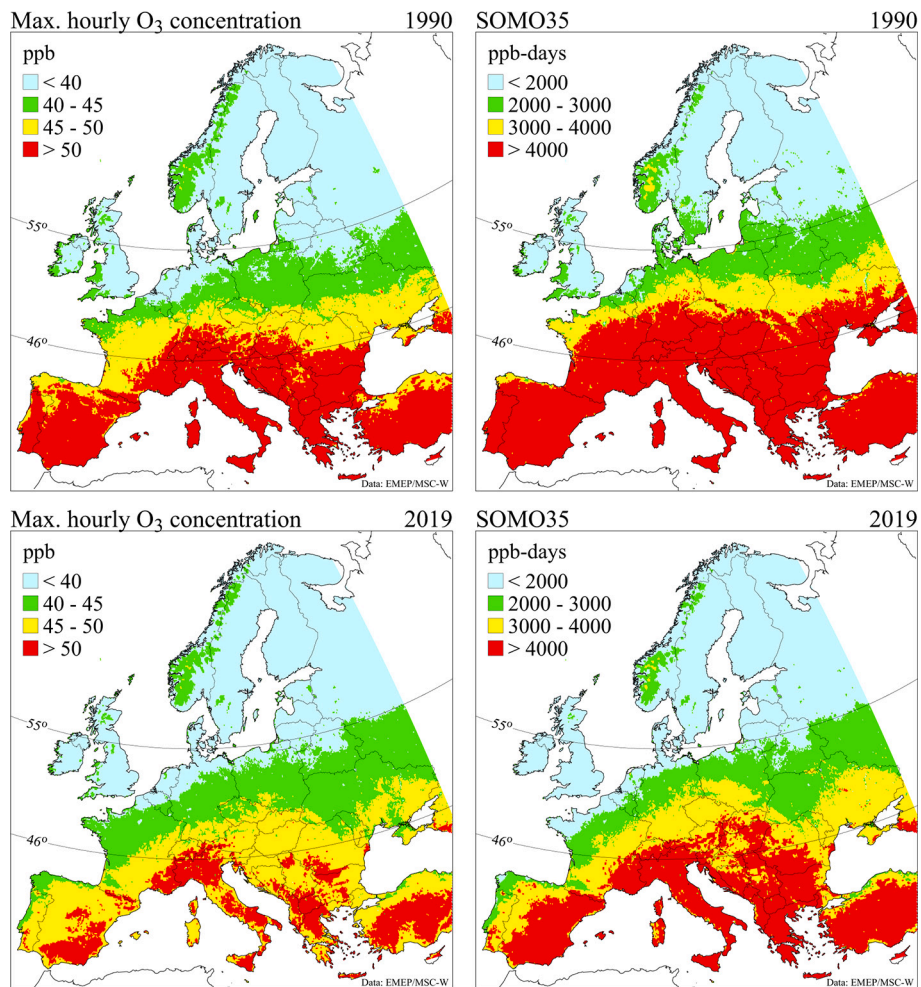 Max. hourly O₃ concentration 1990
ppb
< 40
40 - 45
45 - 50
> 50
55º
46º
Data: EMEP/MSC-W
SOMO35 1990
ppb-days
< 2000
2000 - 3000
3000 - 4000
> 4000
55º
46º
Data: EMEP/MSC-W
Max. hourly O₃ concentration 2019
ppb
< 40
40 - 45
45 - 50
> 50
55º
46º
Data: EMEP/MSC-W
SOMO35 2019
ppb-days
< 2000
2000 - 3000
3000 - 4000
> 4000
55º
46º
Data: EMEP/MSC-W